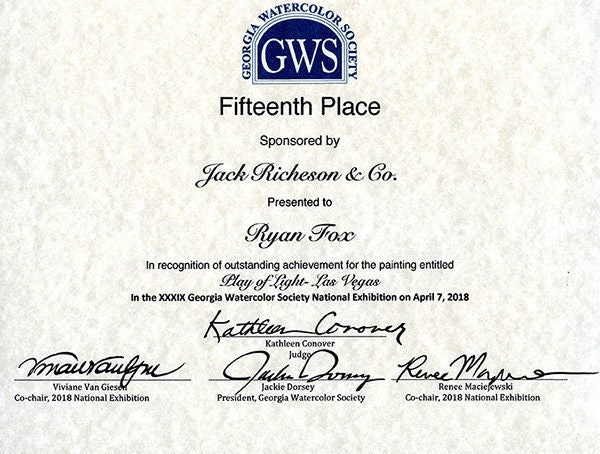 GEORGIA WATERCOLOR SOCIETY
GWS
Fifteenth Place
Sponsored by
Jack Richeson & Co.
Presented to
Ryan Fox
In recognition of outstanding achievement for the painting entitled
Play of Light- Las Vegas
In the XXXIX Georgia Watercolor Society National Exhibition on April 7, 2018
Kathleen Conover
Kathleen Conover
Judge
Viviane Van Giesen
Co-chair, 2018 National Exhibition
Jackie Dorsey
Jackie Dorsey
President, Georgia Watercolor Society
Renee Maciejewski
Co-chair, 2018 National Exhibition